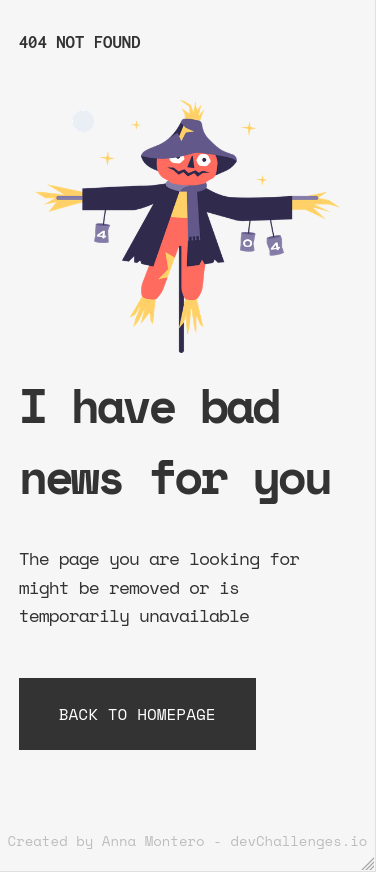 404 NOT FOUND
4
0
4
I have bad
news for you
The page you are looking for
might be removed or is
temporarily unavailable
BACK TO HOMEPAGE
Created by Anna Montero - devChallenges.io